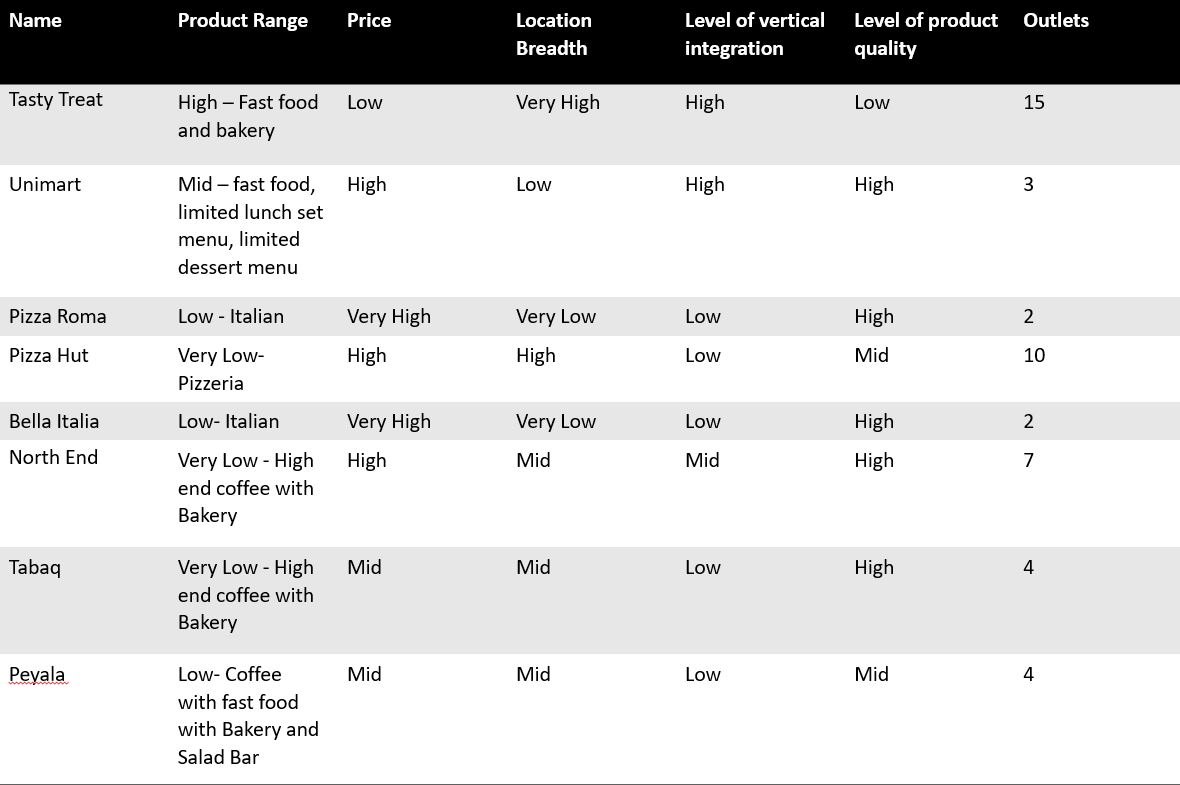 Name Product Range Price Location Breadth Level of vertical integration Level of product quality Outlets
Tasty Treat High – Fast food and bakery Low Very High High Low 15
Unimart Mid – fast food, limited lunch set menu, limited dessert menu High Low High High 3
Pizza Roma Low - Italian Very High Very Low Low High 2
Pizza Hut Very Low- Pizzeria High High Low Mid 10
Bella Italia Low- Italian Very High Very Low Low High 2
North End Very Low - High end coffee with Bakery High Mid Mid High 7
Tabaq Very Low - High end coffee with Bakery Mid Mid Low High 4
Peyala Low- Coffee with fast food with Bakery and Salad Bar Mid Mid Low Mid 4